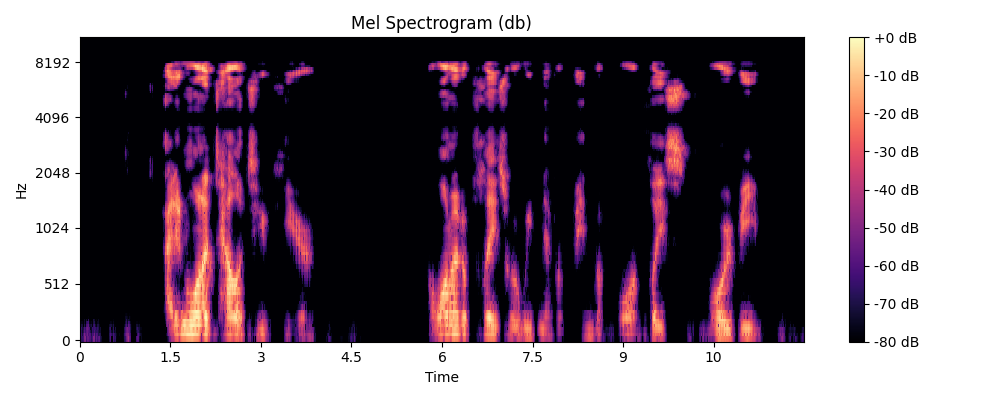 Mel Spectrogram (db)
Hz
8192
4096
2048
1024
512
0
0 1.5 3 4.5 6 7.5 9 10
Time
+0 dB
-10 dB
-20 dB
-30 dB
-40 dB
-50 dB
-60 dB
-70 dB
-80 dB